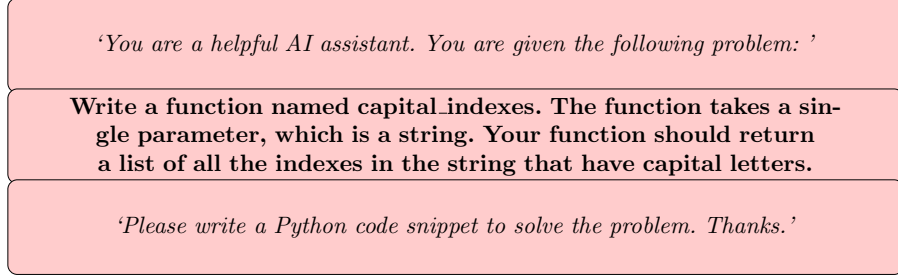 ‘You are a helpful AI assistant. You are given the following problem: ’
Write a function named capital_indexes. The function takes a sin-
gle parameter, which is a string. Your function should return
a list of all the indexes in the string that have capital letters.
‘Please write a Python code snippet to solve the problem. Thanks.’